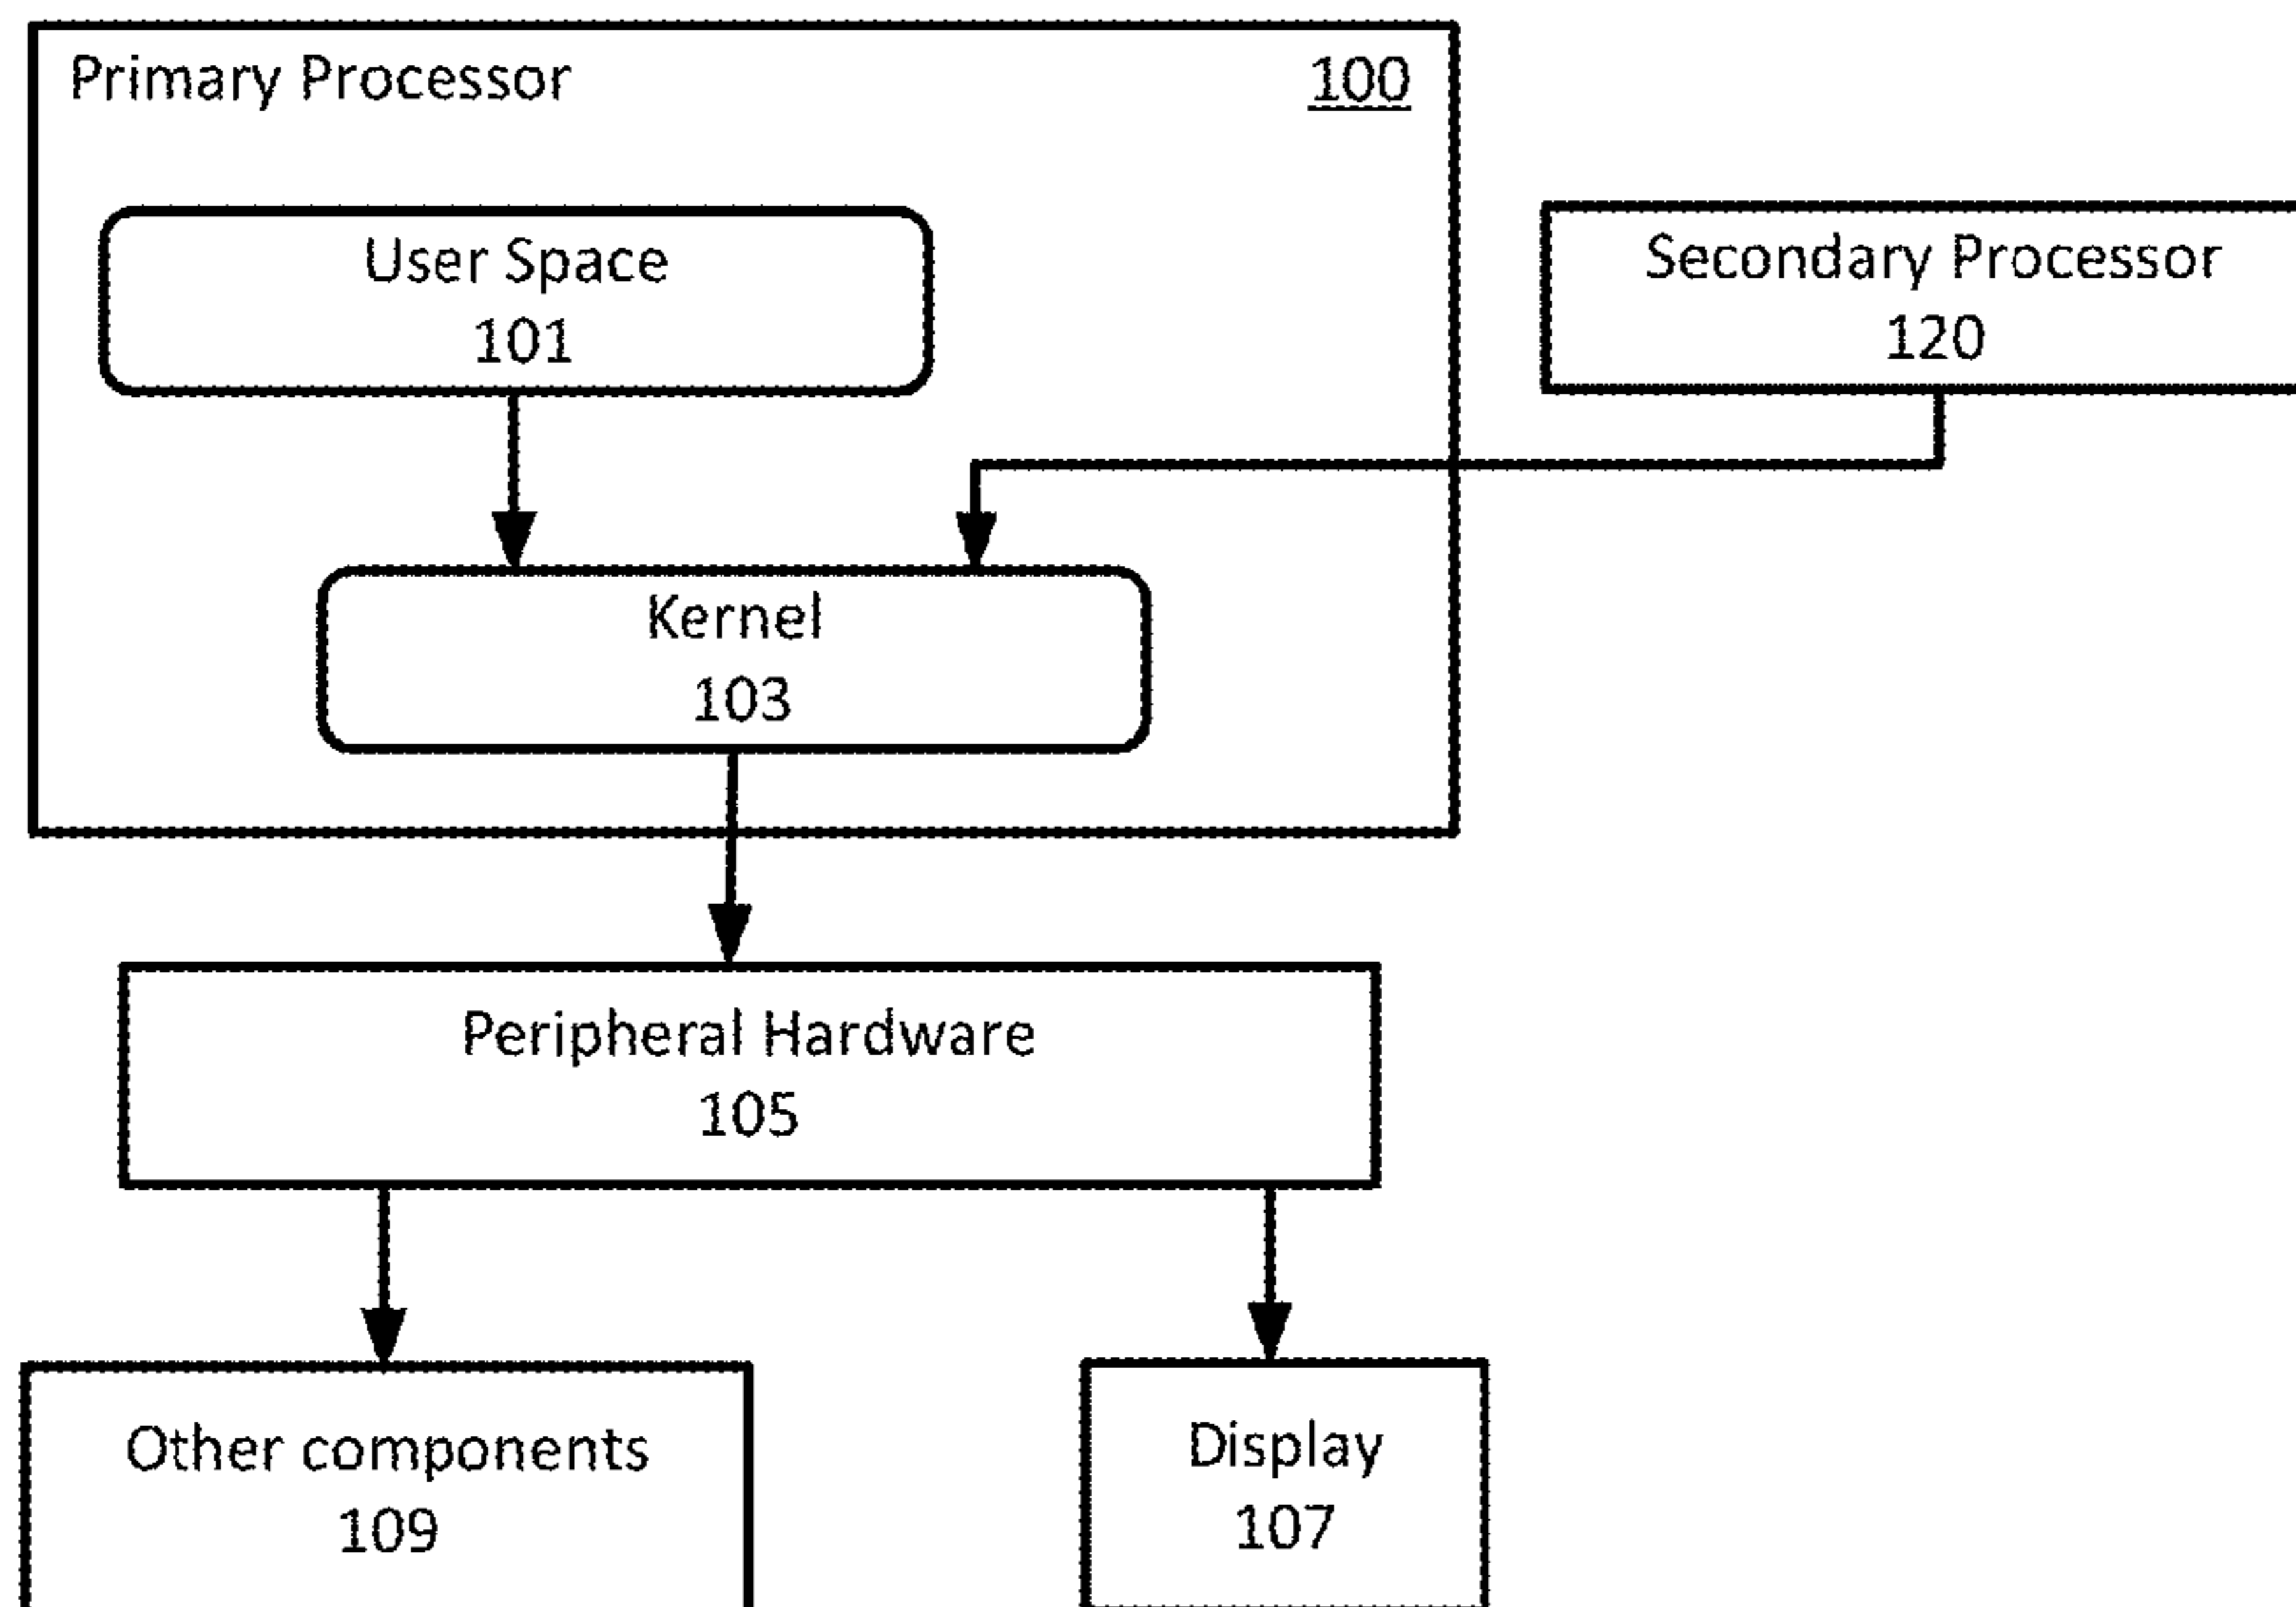 Primary Processor
100
User Space
101
Secondary Processor
120
Kernel
103
Peripheral Hardware
105
Other components
109
Display
107